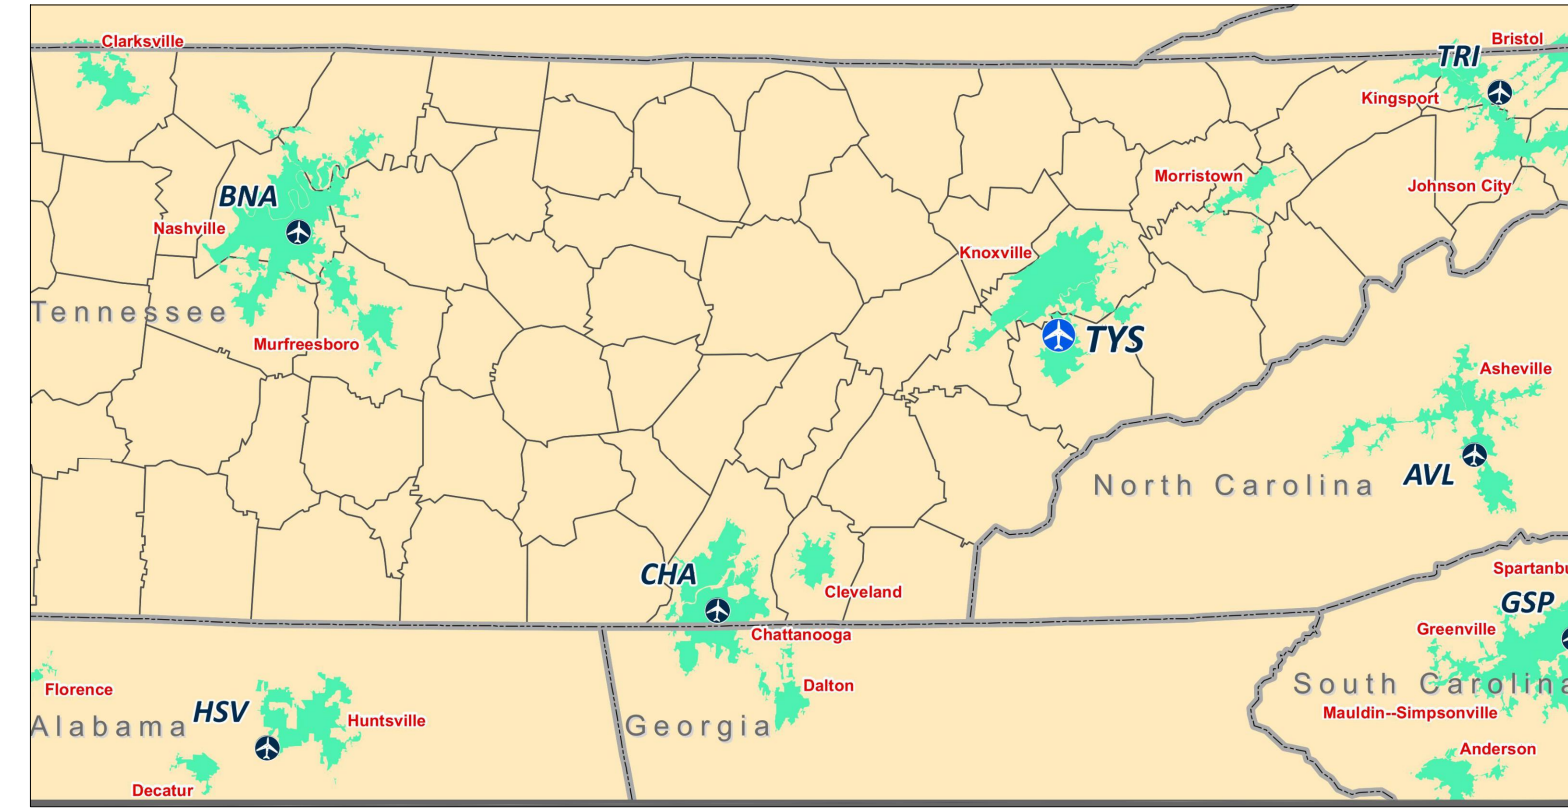 Clarksville
Bristol
TRI
Kingsport
Morristown
Johnson City
BNA
Nashville
Knoxville
Tennessee
Murfreesboro
TYS
Asheville
North Carolina
AVL
CHA
Cleveland
Spartanbu
GSP
Chattanooga
Greenville
Florence
Dalton
South Carolina
HSV
Huntsville
Mauldin--Simpsonville
Alabama
Georgia
Anderson
Decatur